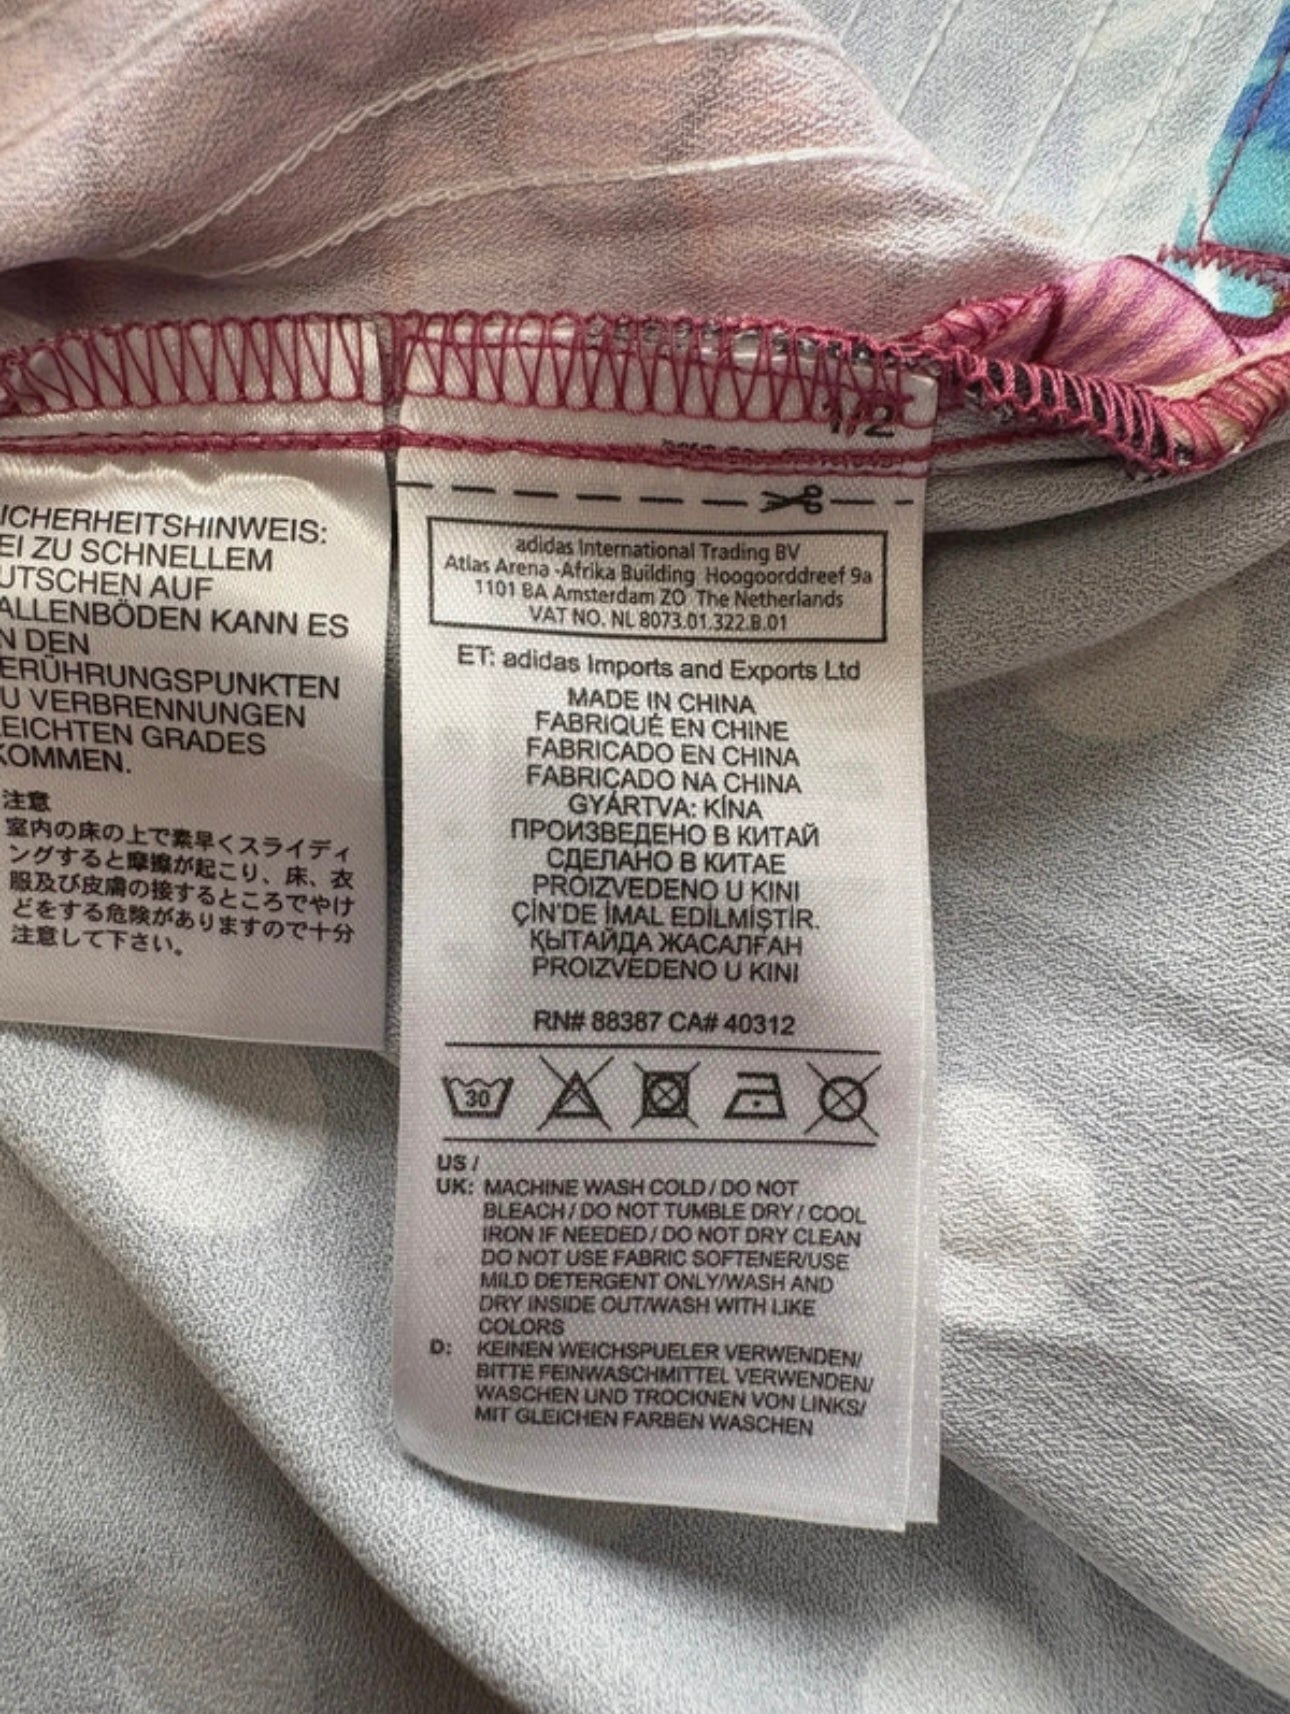 ICHERHEITSHINWEIS:
EI ZU SCHNELLEM
UTSCHEN AUF
ALLENBÖDEN KANN ES
N DEN
ERÜHRUNGSPUNKTEN
U VERBRENNUNGEN
EICHTEN GRADES
KOMMEN.
注意
室内の床の上で素早くスライディ
ングすると摩擦が起こり、床、衣
服及び皮膚の接するところでやけ
どをする危険がありますので十分
注意して下さい。
1/2
adidas International Trading BV
Atlas Arena -Afrika Building Hoogoorddreef 9a
1101 BA Amsterdam ZO The Netherlands
VAT NO. NL 8073.01.322.B.01
ET: adidas Imports and Exports Ltd
MADE IN CHINA
FABRIQUÉ EN CHINE
FABRICADO EN CHINA
FABRICADO NA CHINA
GYÁRTVA: KÍNA
ПРОИЗВЕДЕНО В КИТАЙ
СДЕЛАНО В КИТАЕ
PROIZVEDENO U KINI
ÇİN'DE İMAL EDİLMİŞTİR.
ҚЫТАЙДА ЖАСАЛҒАН
PROIZVEDENO U KINI
RN# 88387 CA# 40312
30
US /
UK: MACHINE WASH COLD / DO NOT
BLEACH / DO NOT TUMBLE DRY / COOL
IRON IF NEEDED / DO NOT DRY CLEAN
DO NOT USE FABRIC SOFTENER/USE
MILD DETERGENT ONLY/WASH AND
DRY INSIDE OUT/WASH WITH LIKE
COLORS
D: KEINEN WEICHSPUELER VERWENDEN/
BITTE FEINWASCHMITTEL VERWENDEN/
WASCHEN UND TROCKNEN VON LINKS/
MIT GLEICHEN FARBEN WASCHEN